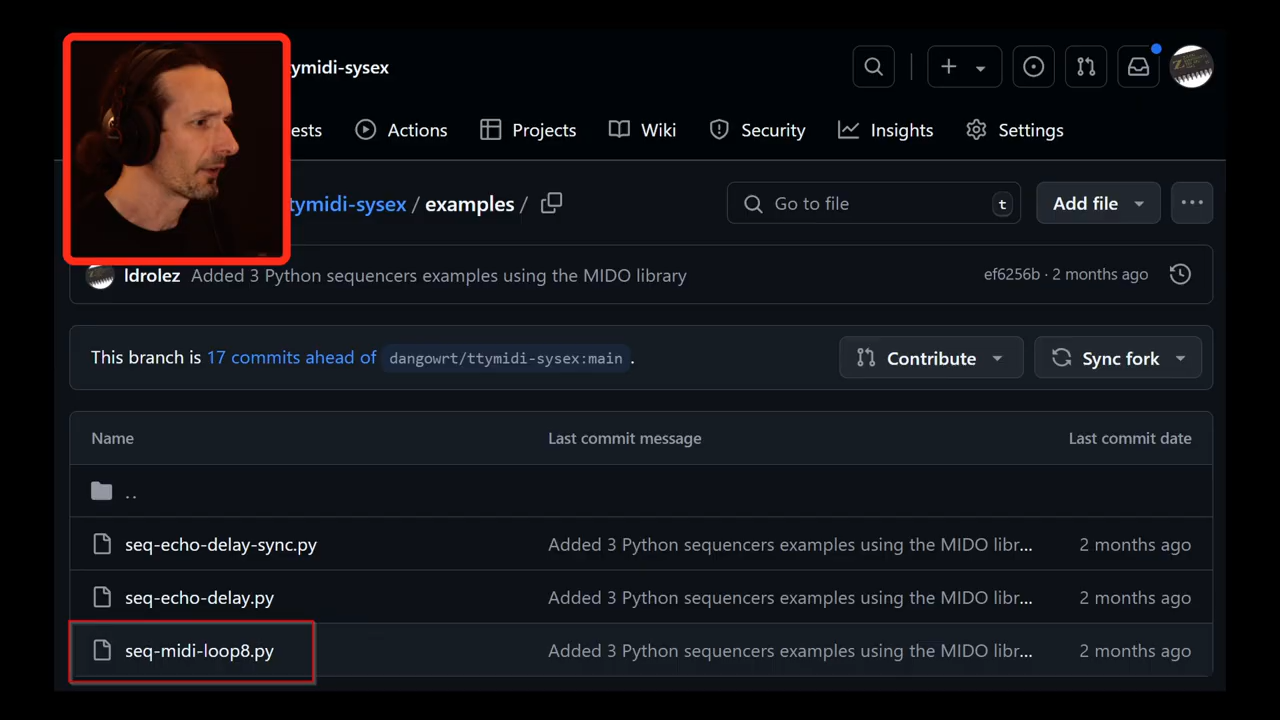 ymidi-sysex
ests Actions Projects Wiki Security Insights Settings
tymidi-sysex / examples / Go to file t Add file
ldrolez Added 3 Python sequencers examples using the MIDO library ef6256b · 2 months ago
This branch is 17 commits ahead of dangowrt/ttymidi-sysex:main . Contribute Sync fork
Name Last commit message Last commit date
..
seq-echo-delay-sync.py Added 3 Python sequencers examples using the MIDO libr... 2 months ago
seq-echo-delay.py Added 3 Python sequencers examples using the MIDO libr... 2 months ago
seq-midi-loop8.py Added 3 Python sequencers examples using the MIDO libr... 2 months ago